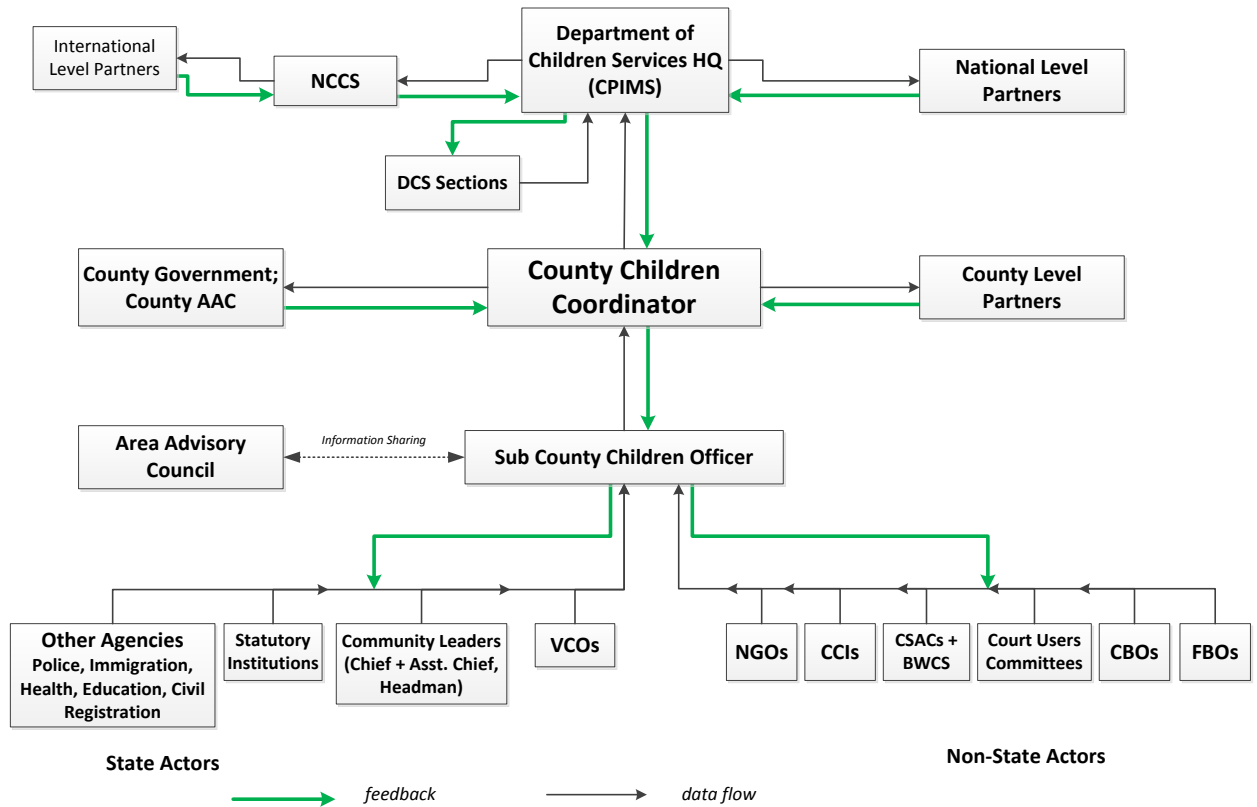 International
Level Partners
NCCS
Department of
Children Services HQ
(CPIMS)
National Level
Partners
DCS Sections
County Government;
County AAC
County Children
Coordinator
County Level
Partners
Area Advisory
Council
Information Sharing
Sub County Children Officer
Other Agencies
Police, Immigration,
Health, Education, Civil
Registration
Statutory
Institutions
Community Leaders
(Chief + Asst. Chief,
Headman)
VCOs
NGOs
CCIs
CSACs +
BWCS
Court Users
Committees
CBOs
FBOs
State Actors
Non-State Actors
feedback
data flow